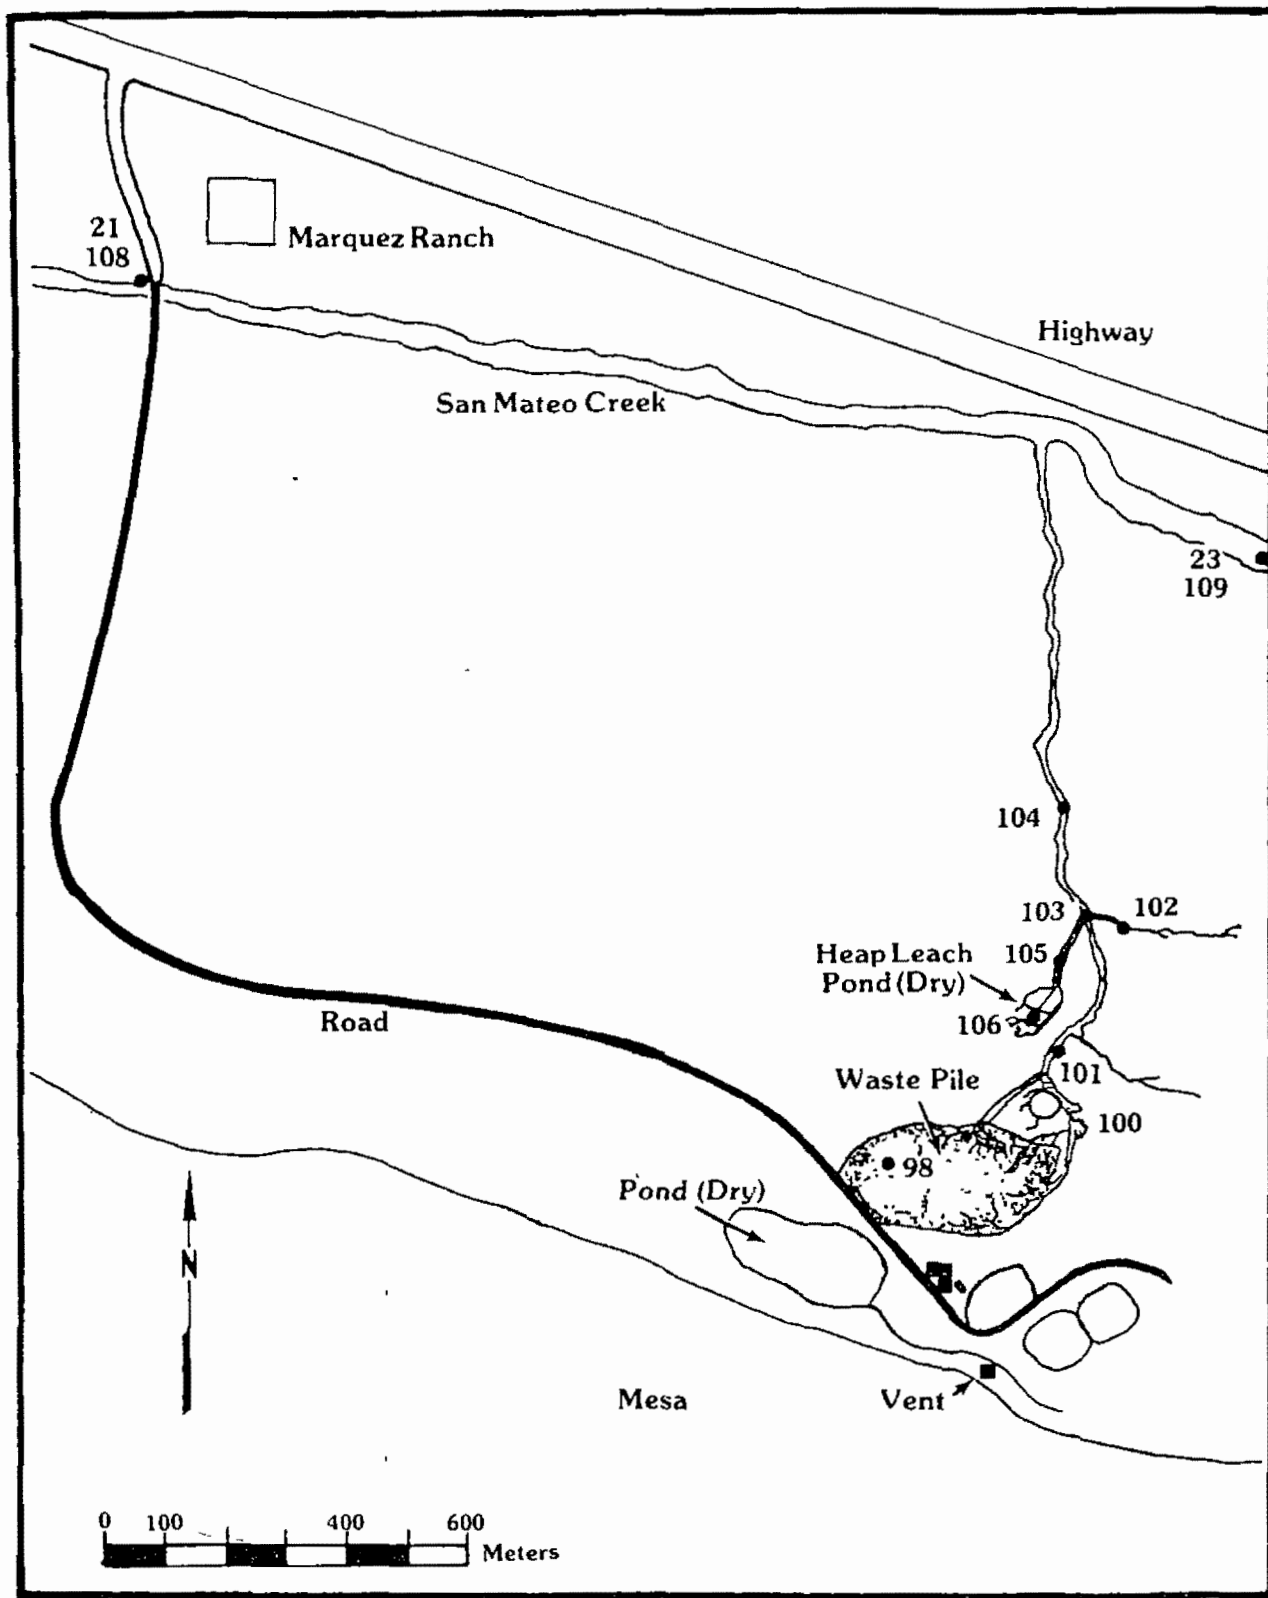 21
108
Marquez Ranch
Highway
San Mateo Creek
23
109
104
103
102
Heap Leach
Pond (Dry)
105
106
Road
101
Waste Pile
100
98
Pond (Dry)
N
Mesa
Vent
0 100 400 600
Meters